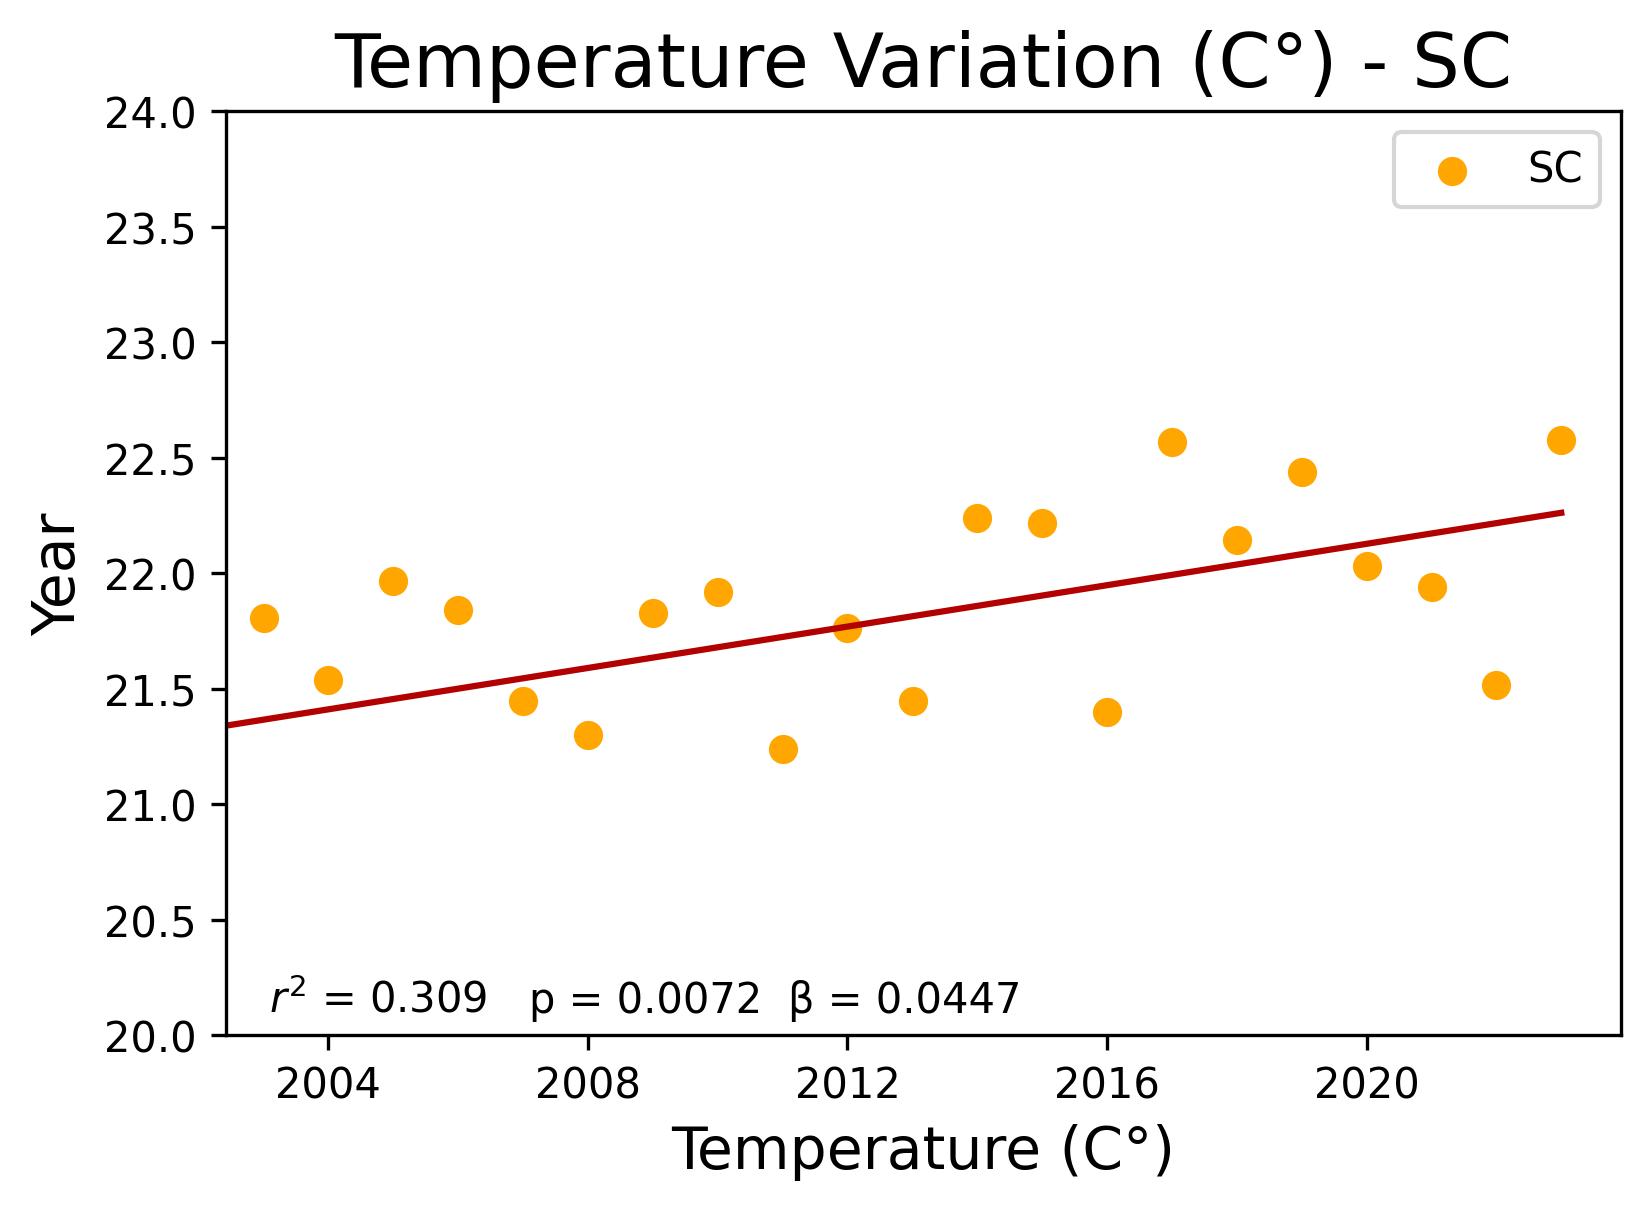 Temperature Variation (C°) - SC
24.0
SC
23.5
23.0
22.5
22.0
Year
21.5
21.0
20.5
r² = 0.309 p = 0.0072 β = 0.0447
20.0
2004 2008 2012 2016 2020
Temperature (C°)